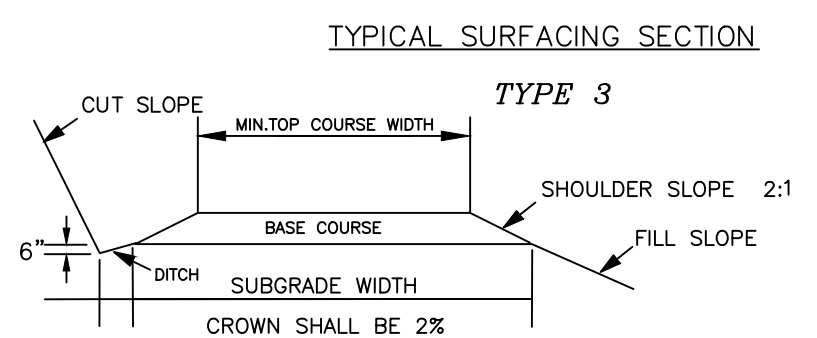 TYPICAL SURFACING SECTION
TYPE 3
CUT SLOPE
MIN.TOP COURSE WIDTH
SHOULDER SLOPE 2:1
BASE COURSE
FILL SLOPE
6"
DITCH
SUBGRADE WIDTH
CROWN SHALL BE 2%